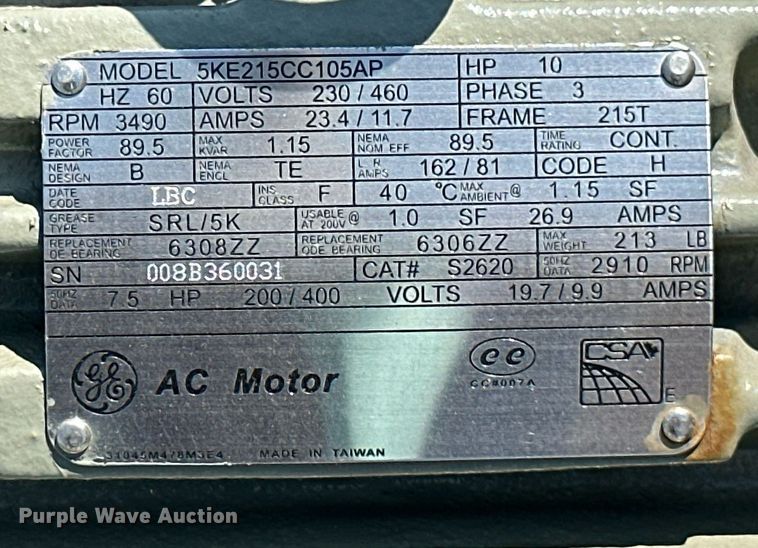 MODEL 5KE215CC105AP HP 10
HZ 60 VOLTS 230/460 PHASE 3
RPM 3490 AMPS 23.4/11.7 FRAME 215T
POWER FACTOR 89.5 MAX KVAR 1.15 NEMA NOM EFF 89.5 TIME RATING CONT.
NEMA DESIGN B NEMA ENCL TE L R AMPS 162/81 CODE H
DATE CODE LBC INS CLASS F 40 °C MAX AMBIENT @ 1.15 SF
GREASE TYPE SRL/5K USABLE @ AT 200V 1.0 SF 26.9 AMPS
REPLACEMENT DE BEARING 6308ZZ REPLACEMENT ODE BEARING 6306ZZ MAX WEIGHT 213 LB
SN 008B360031 CAT# S2620 50HZ DATA 2910 RPM
50HZ DATA 7.5 HP 200/400 VOLTS 19.7/9.9 AMPS
GE AC Motor ee CSA
CC#007A
E
31045M478M3E4 MADE IN TAIWAN
Purple Wave Auction